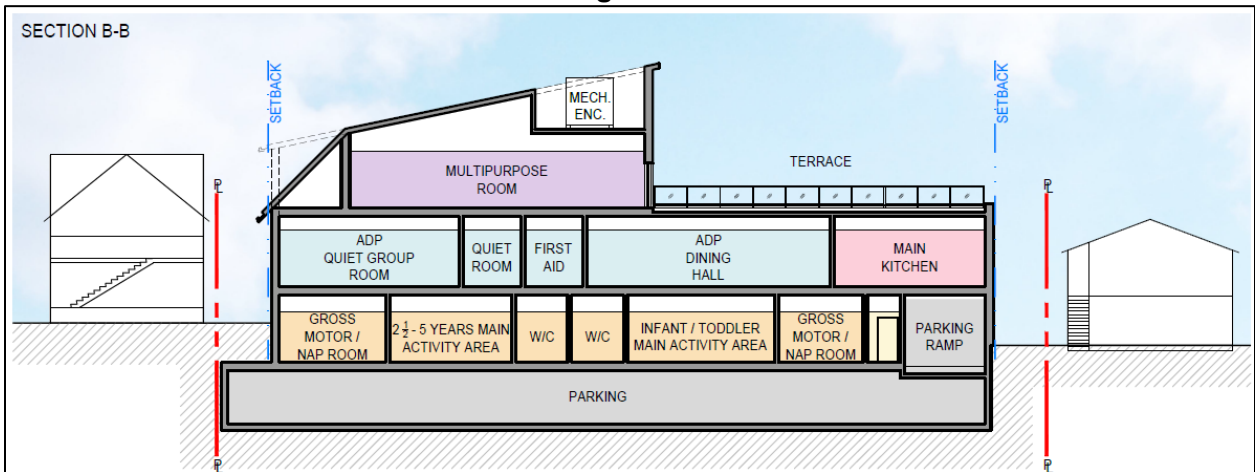 SECTION B-B
SETBACK
SETBACK
MECH.
ENC.
MULTIPURPOSE
ROOM
TERRACE
PL
PL
ADP
QUIET GROUP
ROOM
QUIET
ROOM
FIRST
AID
ADP
DINING
HALL
MAIN
KITCHEN
GROSS
MOTOR /
NAP ROOM
2 ½ - 5 YEARS MAIN
ACTIVITY AREA
W/C
W/C
INFANT / TODDLER
MAIN ACTIVITY AREA
GROSS
MOTOR /
NAP ROOM
PARKING
RAMP
PARKING
PL
PL